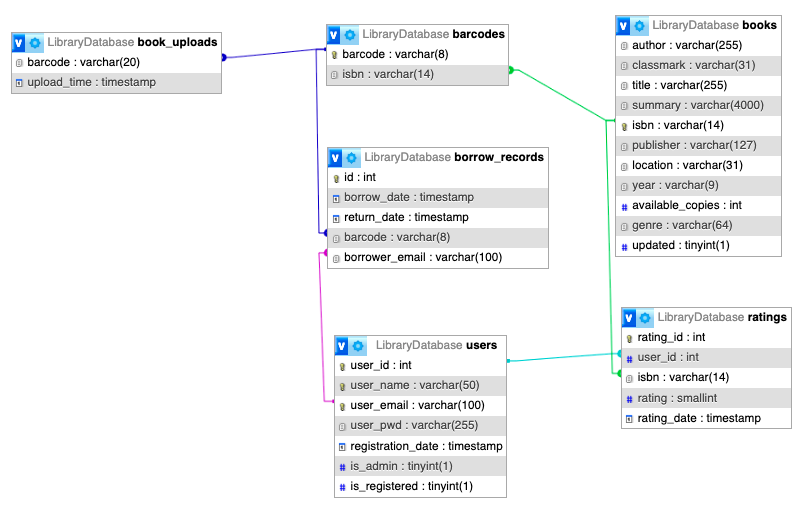 LibraryDatabase book_uploads
barcode : varchar(20)
upload_time : timestamp
LibraryDatabase barcodes
barcode : varchar(8)
isbn : varchar(14)
LibraryDatabase books
author : varchar(255)
classmark : varchar(31)
title : varchar(255)
summary : varchar(4000)
isbn : varchar(14)
publisher : varchar(127)
location : varchar(31)
year : varchar(9)
available_copies : int
genre : varchar(64)
updated : tinyint(1)
LibraryDatabase borrow_records
id : int
borrow_date : timestamp
return_date : timestamp
barcode : varchar(8)
borrower_email : varchar(100)
LibraryDatabase users
user_id : int
user_name : varchar(50)
user_email : varchar(100)
user_pwd : varchar(255)
registration_date : timestamp
is_admin : tinyint(1)
is_registered : tinyint(1)
LibraryDatabase ratings
rating_id : int
user_id : int
isbn : varchar(14)
rating : smallint
rating_date : timestamp